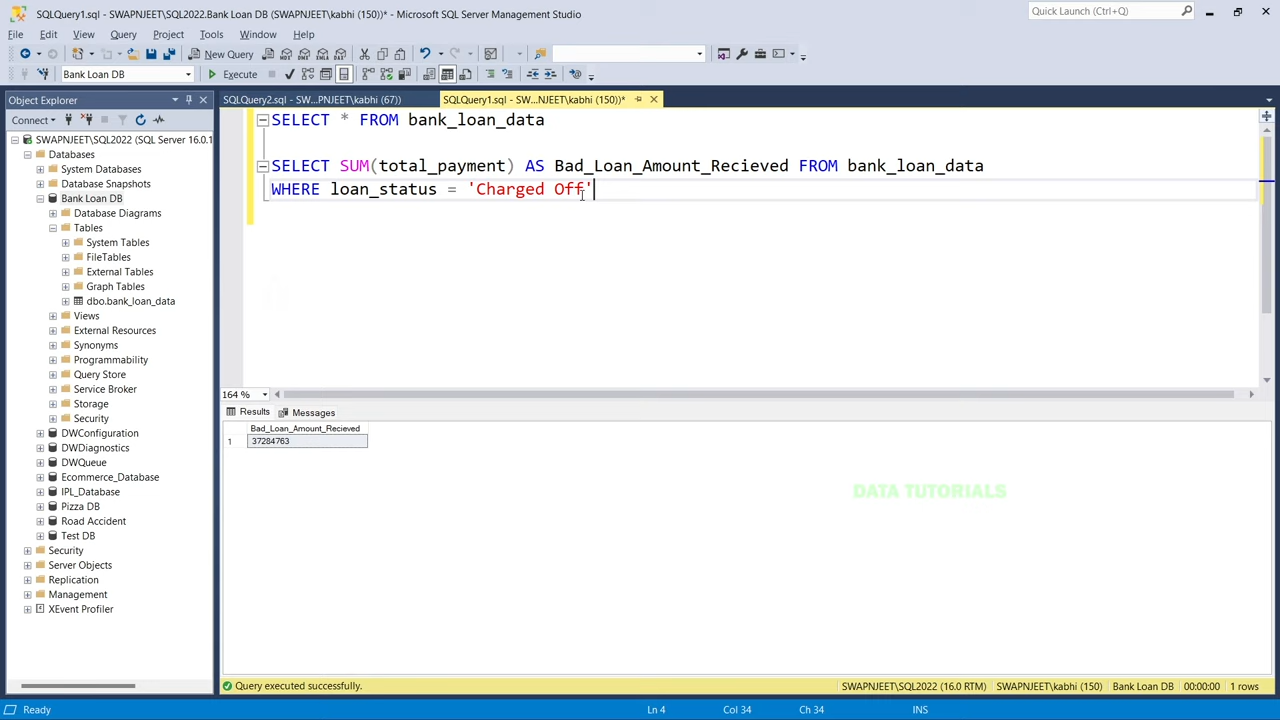 SQLQuery1.sql - SWAPNJEET\SQL2022.Bank Loan DB (SWAPNJEET\kabhi (150))* - Microsoft SQL Server Management Studio
Quick Launch (Ctrl+Q)
File Edit View Query Project Tools Window Help
New Query
Bank Loan DB Execute
Object Explorer
SQLQuery2.sql - SW...PNJEET\kabhi (67)) SQLQuery1.sql - SW...NJEET\kabhi (150))*
Connect
SWAPNJEET\SQL2022 (SQL Server 16.0.1
Databases
System Databases
Database Snapshots
Bank Loan DB
Database Diagrams
Tables
System Tables
FileTables
External Tables
Graph Tables
dbo.bank_loan_data
Views
External Resources
Synonyms
Programmability
Query Store
Service Broker
Storage
Security
DWConfiguration
DWDiagnostics
DWQueue
Ecommerce_Database
IPL_Database
Pizza DB
Road Accident
Test DB
Security
Server Objects
Replication
Management
XEvent Profiler
SELECT * FROM bank_loan_data
SELECT SUM(total_payment) AS Bad_Loan_Amount_Recieved FROM bank_loan_data
WHERE loan_status = 'Charged Off'
164 %
Results Messages
Bad_Loan_Amount_Recieved
1 37284763
DATA TUTORIALS
Query executed successfully. SWAPNJEET\SQL2022 (16.0 RTM) SWAPNJEET\kabhi (150) Bank Loan DB 00:00:00 1 rows
Ready Ln 4 Col 34 Ch 34 INS